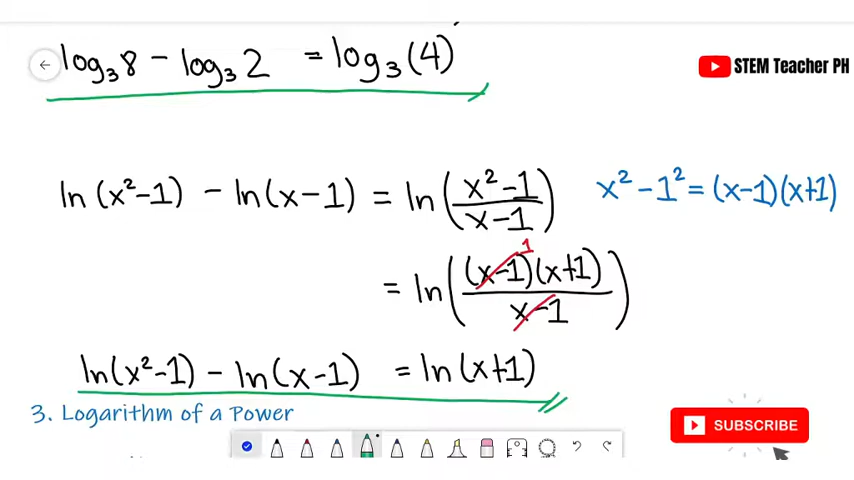 log₃8 − log₃2 = log₃(4)
STEM Teacher PH
ln(x²−1) − ln(x−1) = ln((x²−1)/(x−1))
x² − 1² = (x−1)(x+1)
1
= ln((x−1)(x+1)/(x−1))
ln(x²−1) − ln(x−1) = ln(x+1)
3. Logarithm of a Power
SUBSCRIBE